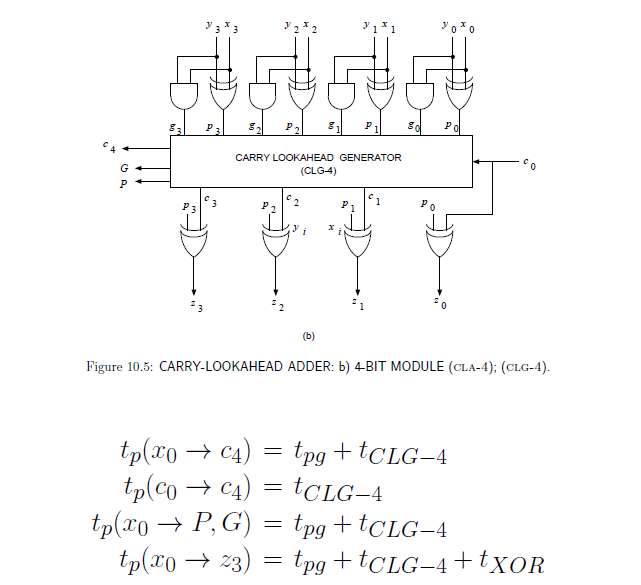 y3 x3 y2 x2 y1 x1 y0 x0
g3 p3 g2 p2 g1 p1 g0 p0
c4 CARRY LOOKAHEAD GENERATOR c0
G (CLG-4)
P
p3 c3 p2 c2 p1 c1 p0
yi xi
z3 z2 z1 z0
(b)
Figure 10.5: CARRY-LOOKAHEAD ADDER: b) 4-BIT MODULE (CLA-4); (CLG-4).
tp(x0 → c4) = tpg + tCLG−4
tp(c0 → c4) = tCLG−4
tp(x0 → P, G) = tpg + tCLG−4
tp(x0 → z3) = tpg + tCLG−4 + tXOR